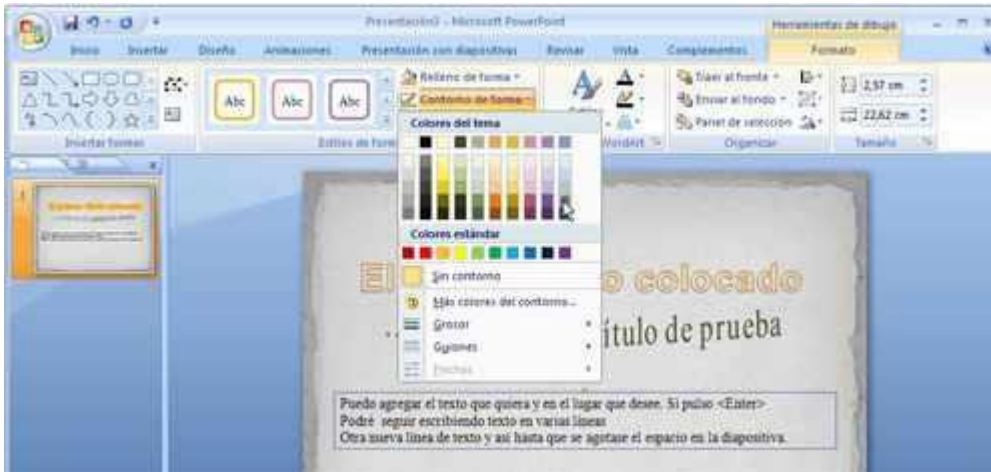 Presentación3 - Microsoft PowerPoint
Herramientas de dibujo
Inicio Insertar Diseño Animaciones Presentación con diapositivas Revisar Vista Complementos Formato
Abc Abc Abc
Relleno de forma
Contorno de forma
Traer al frente
Enviar al fondo
Panel de selección
2,57 cm
22,62 cm
Insertar formas
Estilos de form
WordArt
Organizar
Tamaño
Colores del tema
Colores estándar
Sin contorno
Más colores del contorno...
Grosor
Guiones
Flechas
1
El
o colocado
ítulo de prueba
Puedo agregar el texto que quiera y en el lugar que desee. Si pulso <Enter>
Podré seguir escribiendo texto en varias líneas
Otra nueva línea de texto y así hasta que se agotase el espacio en la diapositiva.